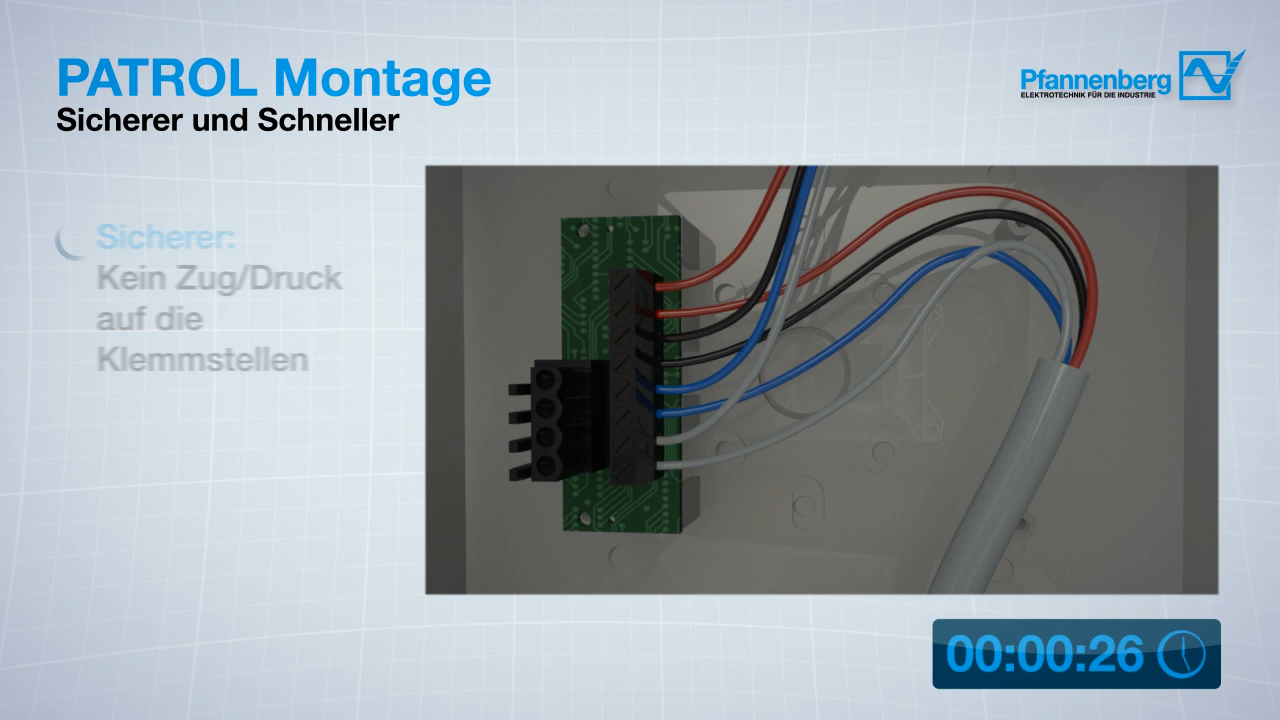 PATROL Montage
Sicherer und Schneller
Pfannenberg
ELEKTROTECHNIK FÜR DIE INDUSTRIE
Sicherer:
Kein Zug/Druck
auf die
Klemmstellen
00:00:26